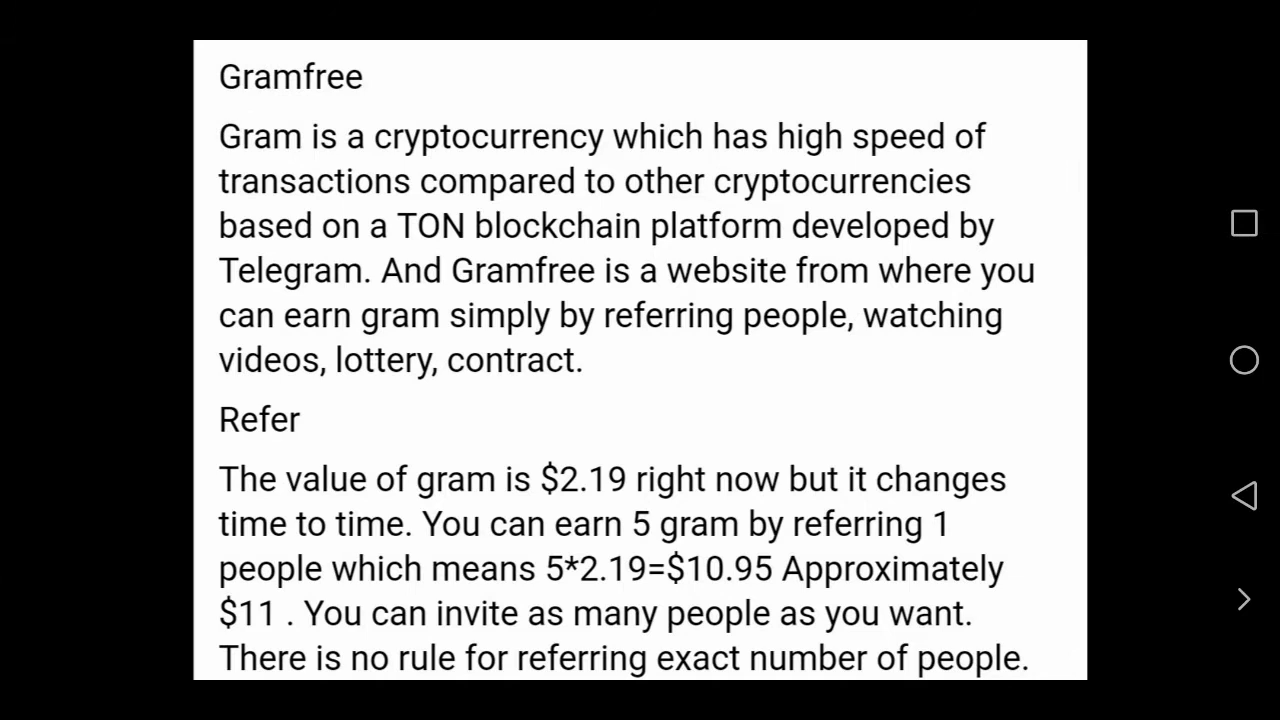 Gramfree
Gram is a cryptocurrency which has high speed of
transactions compared to other cryptocurrencies
based on a TON blockchain platform developed by
Telegram. And Gramfree is a website from where you
can earn gram simply by referring people, watching
videos, lottery, contract.
Refer
The value of gram is $2.19 right now but it changes
time to time. You can earn 5 gram by referring 1
people which means 5*2.19=$10.95 Approximately
$11 . You can invite as many people as you want.
There is no rule for referring exact number of people.